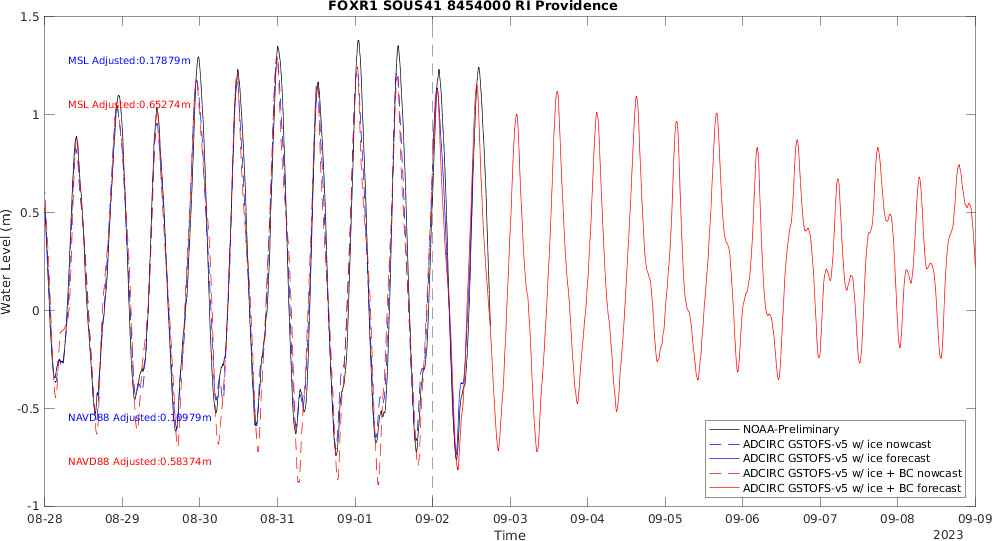 FOXR1 SOUS41 8454000 RI Providence
1.5
1
0.5
0
-0.5
-1
Water Level (m)
MSL Adjusted:0.17879m
MSL Adjusted:0.65274m
NAVD88 Adjusted:0.10979m
NAVD88 Adjusted:0.58374m
NOAA-Preliminary
ADCIRC GSTOFS-v5 w/ ice nowcast
ADCIRC GSTOFS-v5 w/ ice forecast
ADCIRC GSTOFS-v5 w/ ice + BC nowcast
ADCIRC GSTOFS-v5 w/ ice + BC forecast
08-28 08-29 08-30 08-31 09-01 09-02 09-03 09-04 09-05 09-06 09-07 09-08 09-09
Time
2023